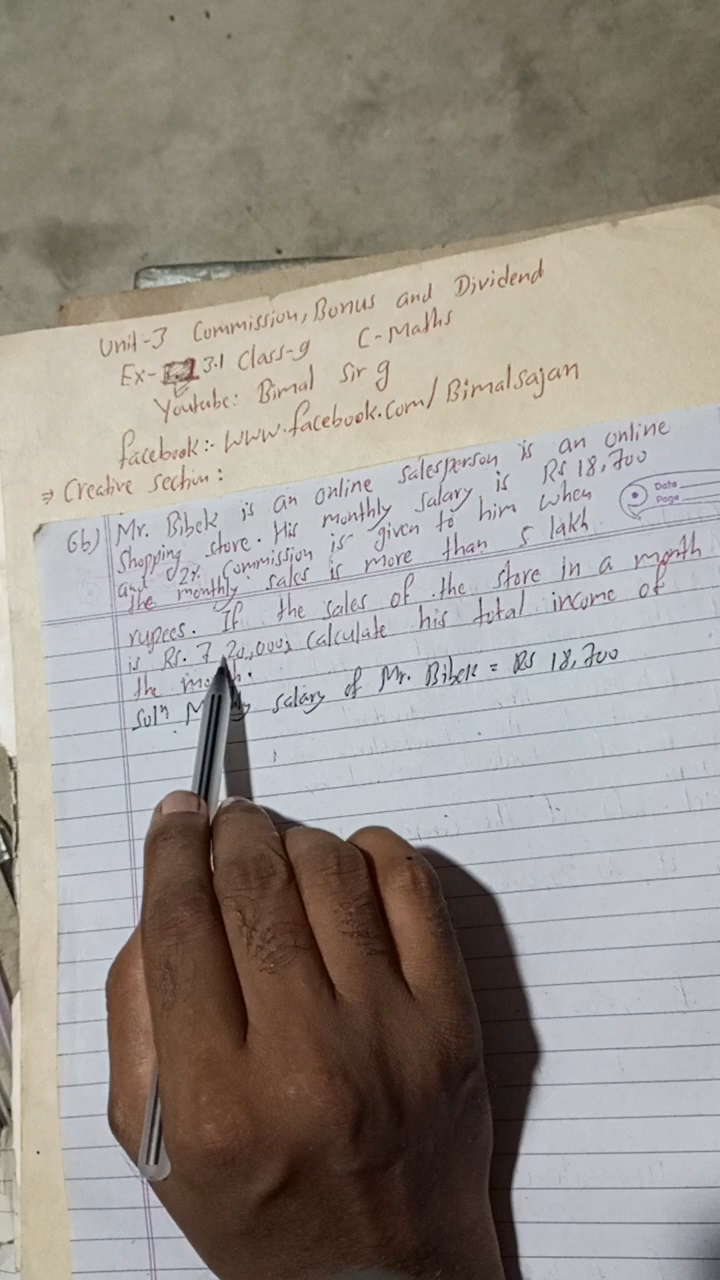 Unit-3 Commission, Bonus and Dividend
Ex- 3.1 Class-9 C-Maths
Youtube: Bimal Sir g
facebook:- www.facebook.com/Bimalsajan
⇒ Creative section:
6b) Mr. Bibek is an online salesperson is an online
shopping store. His monthly salary is Rs 18,700
and 2% commission is given to him when
the monthly sales is more than 5 lakh
rupees. If the sales of the store in a month
is Rs. 7,20,000, calculate his total income of
the
sol'n salary of Mr. Bibek = Rs 18,700
Date
Page